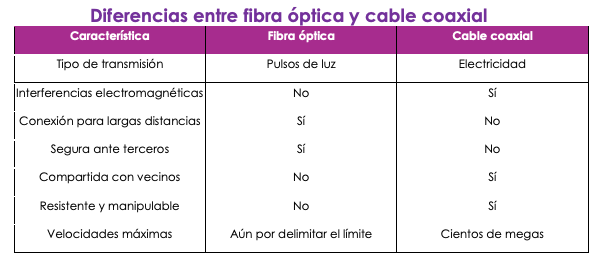 Diferencias entre fibra óptica y cable coaxial
Característica Fibra óptica Cable coaxial
Tipo de transmisión Pulsos de luz Electricidad
Interferencias electromagnéticas No Sí
Conexión para largas distancias Sí No
Segura ante terceros Sí No
Compartida con vecinos No Sí
Resistente y manipulable No Sí
Velocidades máximas Aún por delimitar el límite Cientos de megas